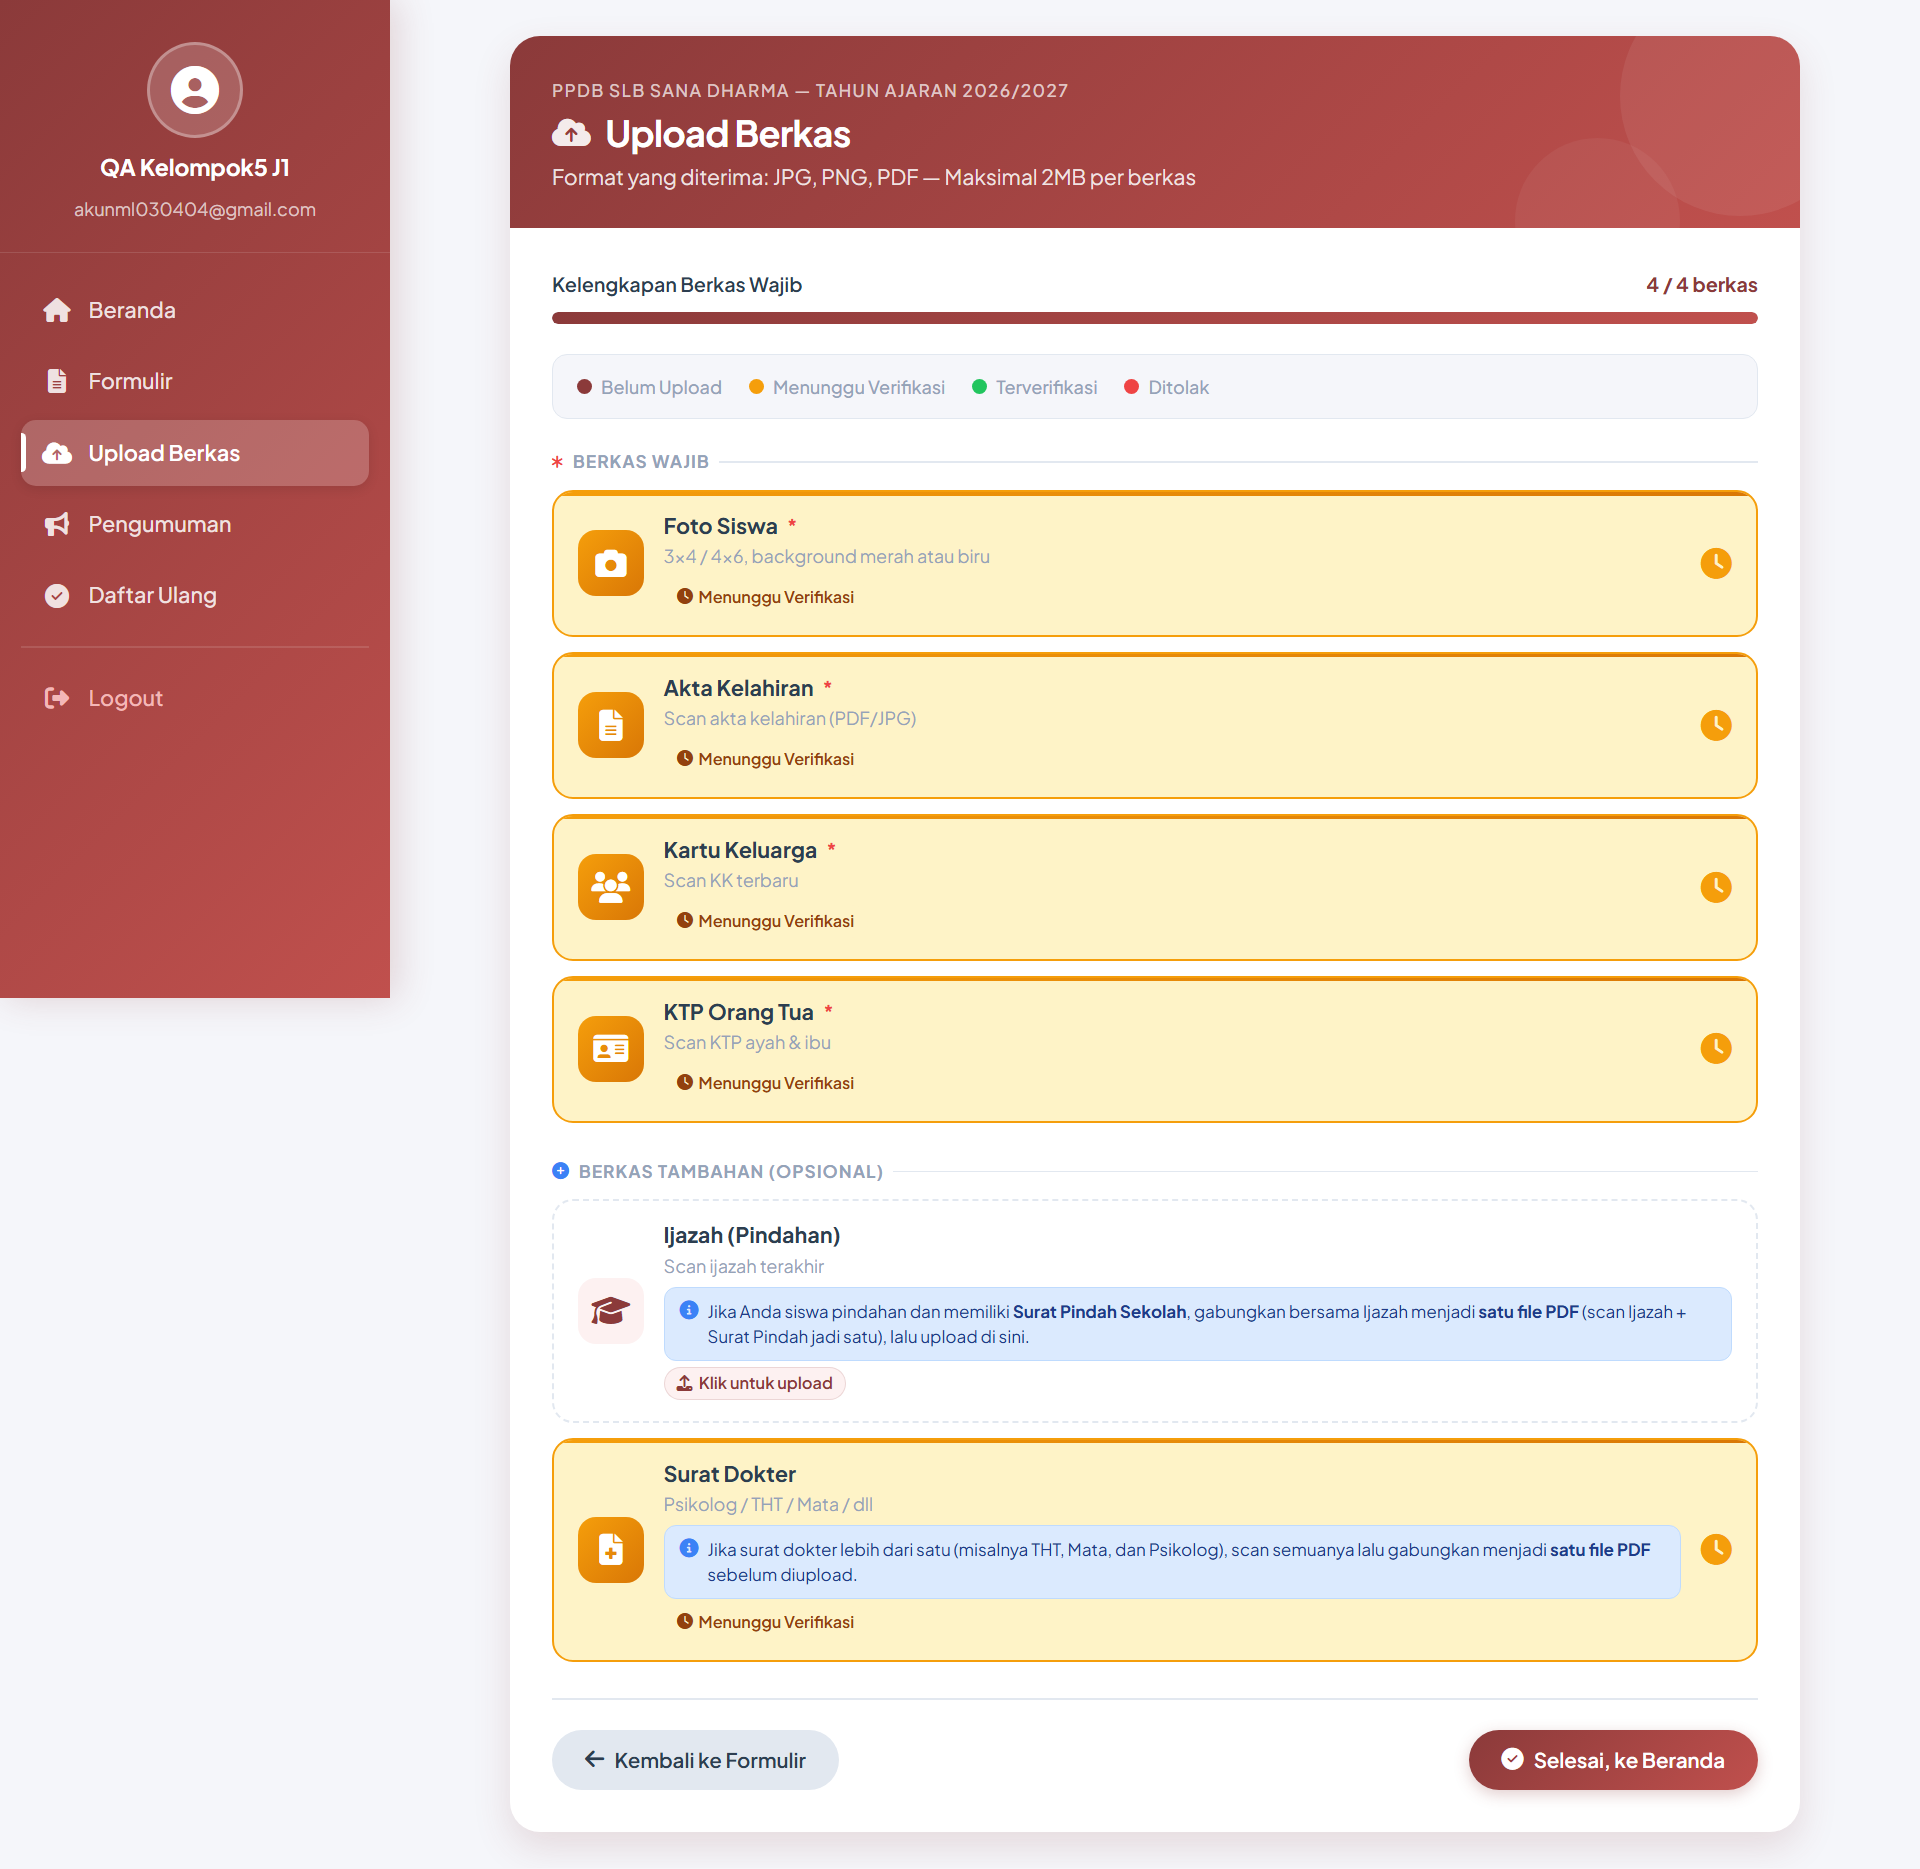 QA Kelompok5 J1
akunml030404@gmail.com
Beranda
Formulir
Upload Berkas
Pengumuman
Daftar Ulang
Logout
PPDB SLB SANA DHARMA — TAHUN AJARAN 2026/2027
Upload Berkas
Format yang diterima: JPG, PNG, PDF — Maksimal 2MB per berkas
Kelengkapan Berkas Wajib
4 / 4 berkas
Belum Upload
Menunggu Verifikasi
Terverifikasi
Ditolak
* BERKAS WAJIB
Foto Siswa *
3×4 / 4×6, background merah atau biru
Menunggu Verifikasi
Akta Kelahiran *
Scan akta kelahiran (PDF/JPG)
Menunggu Verifikasi
Kartu Keluarga *
Scan KK terbaru
Menunggu Verifikasi
KTP Orang Tua *
Scan KTP ayah & ibu
Menunggu Verifikasi
BERKAS TAMBAHAN (OPSIONAL)
Ijazah (Pindahan)
Scan ijazah terakhir
Jika Anda siswa pindahan dan memiliki Surat Pindah Sekolah, gabungkan bersama Ijazah menjadi satu file PDF (scan Ijazah +
Surat Pindah jadi satu), lalu upload di sini.
Klik untuk upload
Surat Dokter
Psikolog / THT / Mata / dll
Jika surat dokter lebih dari satu (misalnya THT, Mata, dan Psikolog), scan semuanya lalu gabungkan menjadi satu file PDF
sebelum diupload.
Menunggu Verifikasi
Kembali ke Formulir
Selesai, ke Beranda